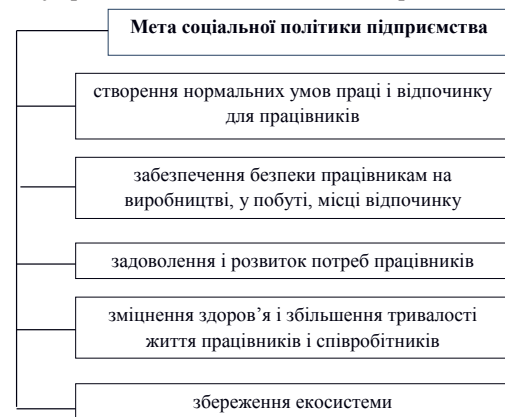 Мета соціальної політики підприємства
створення нормальних умов праці і відпочинку
для працівників
забезпечення безпеки працівникам на
виробництві, у побуті, місці відпочинку
задоволення і розвиток потреб працівників
зміцнення здоров’я і збільшення тривалості
життя працівників і співробітників
збереження екосистеми